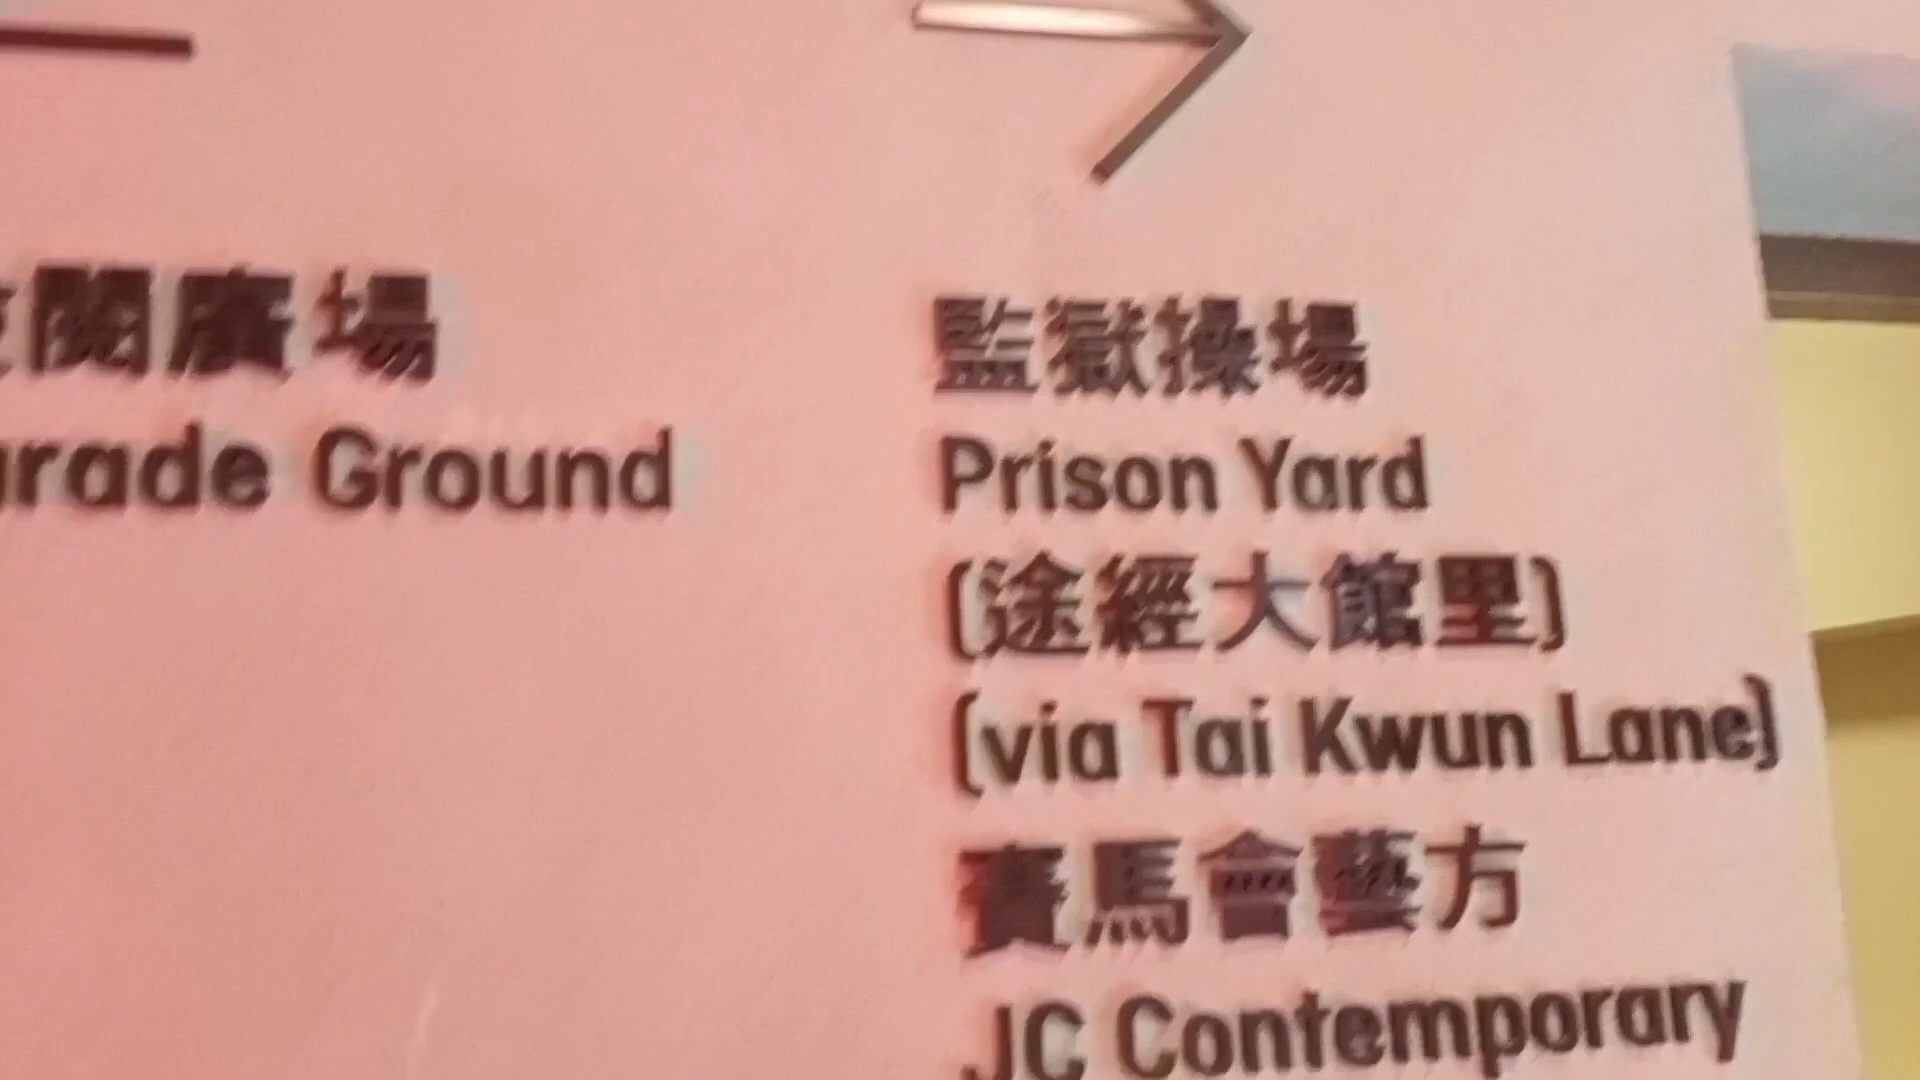 閱廣場
Ground
監獄操場
Prison Yard
(途經大館里)
(via Tai Kwun Lane)
賽馬會藝方
JC Contemporary